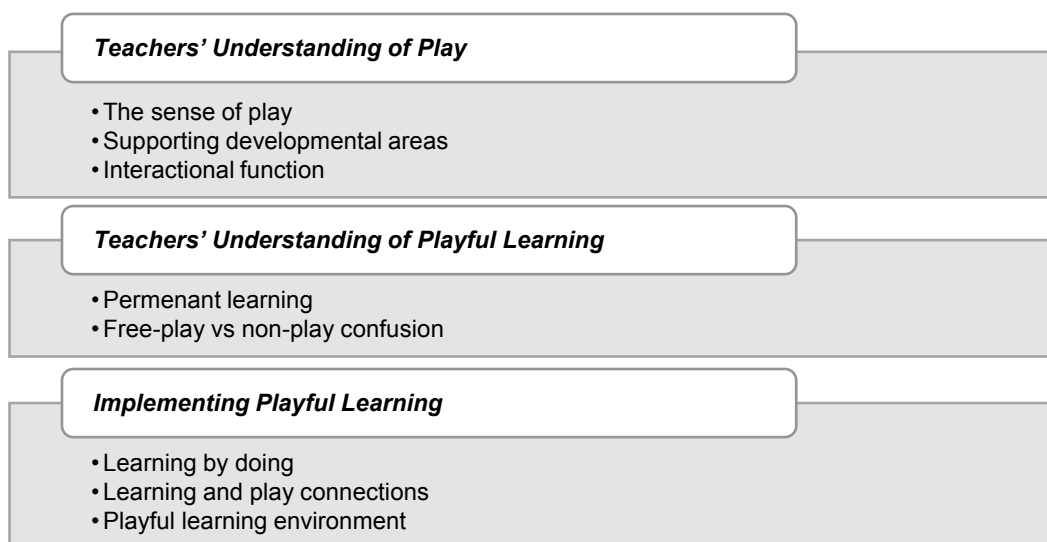 Teachers’ Understanding of Play
• The sense of play
• Supporting developmental areas
• Interactional function
Teachers’ Understanding of Playful Learning
• Permenant learning
• Free-play vs non-play confusion
Implementing Playful Learning
• Learning by doing
• Learning and play connections
• Playful learning environment